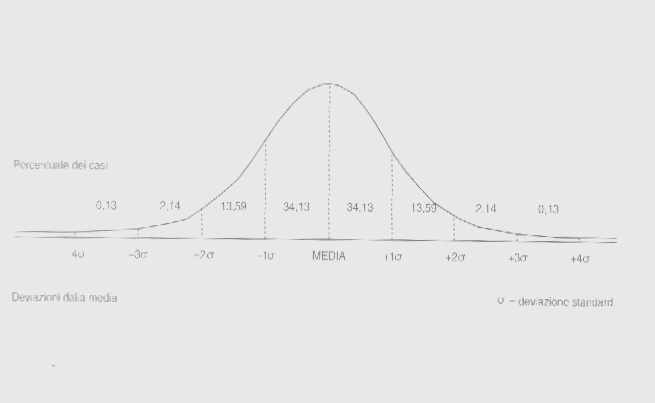 Percentuale dei casi
0,13 2,14 13,59 34,13 34,13 13,59 2,14 0,13
4σ −3σ −2σ −1σ MEDIA +1σ +2σ +3σ +4σ
Deviazioni dalla media
σ = deviazione standard